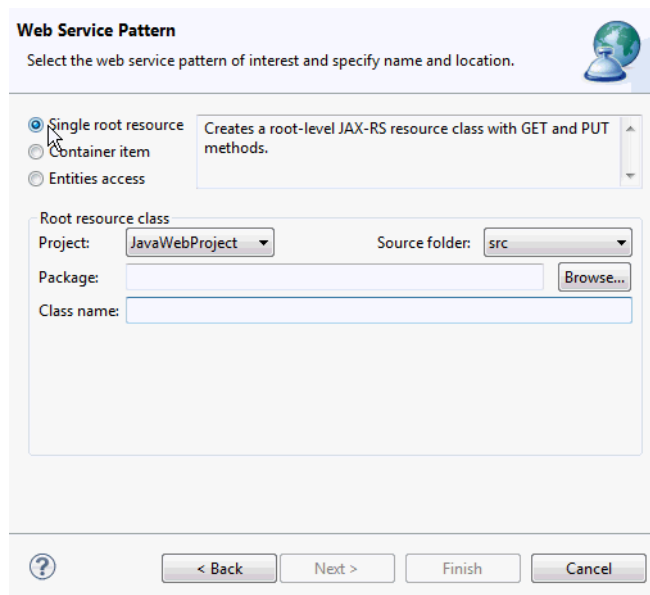 Web Service Pattern
Select the web service pattern of interest and specify name and location.
Single root resource
Container item
Entities access
Creates a root-level JAX-RS resource class with GET and PUT
methods.
Root resource class
Project: JavaWebProject Source folder: src
Package: Browse...
Class name:
? < Back Next > Finish Cancel